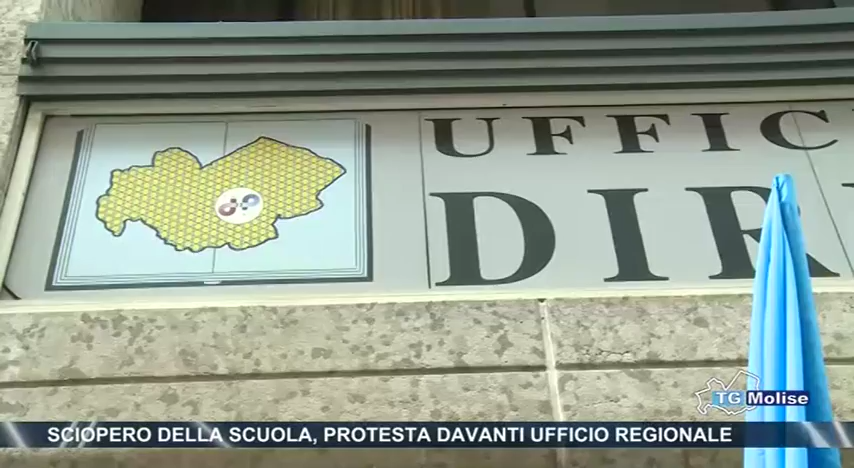 UFFIC
DIR
TG Molise
SCIOPERO DELLA SCUOLA, PROTESTA DAVANTI UFFICIO REGIONALE